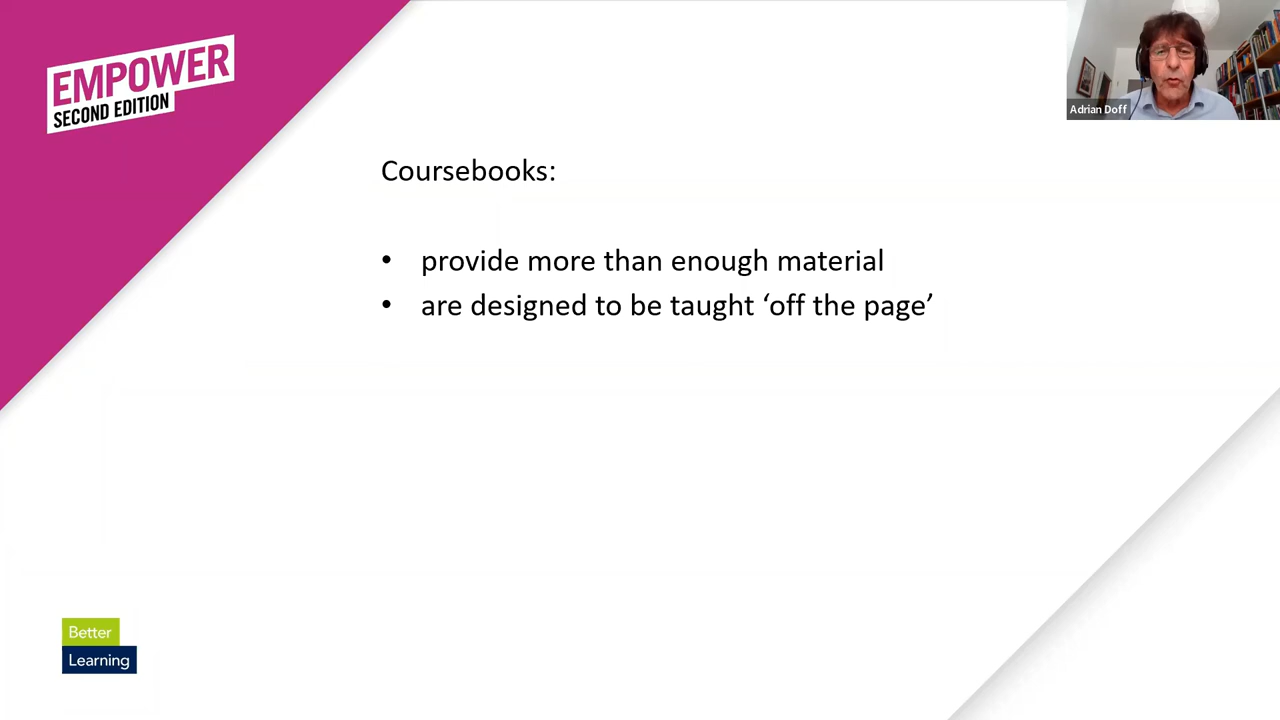 EMPOWER
SECOND EDITION
Adrian Doff
Coursebooks:
• provide more than enough material
• are designed to be taught ‘off the page’
Better
Learning